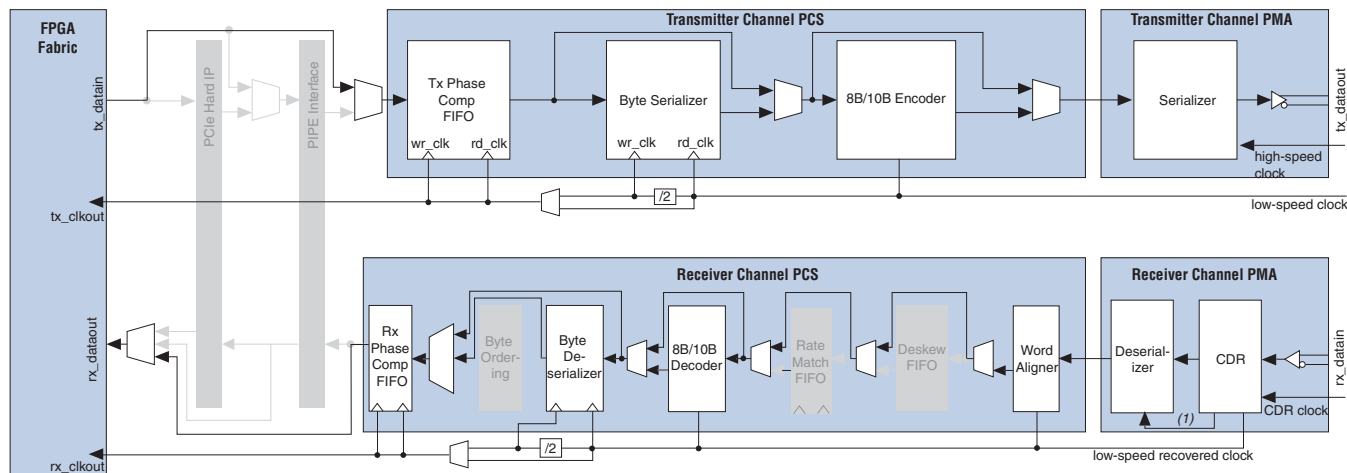 FPGA
Fabric
Transmitter Channel PCS
Transmitter Channel PMA
tx_datain
PCIe Hard IP
PIPE Interface
Tx Phase
Comp
FIFO
wr_clk
rd_clk
Byte Serializer
wr_clk
rd_clk
8B/10B Encoder
Serializer
tx_dataout
high-speed
clock
/2
tx_clkout
low-speed clock
Receiver Channel PCS
Receiver Channel PMA
rx_dataout
Rx
Phase
Comp
FIFO
Byte
Order-
ing
Byte
De-
serializer
8B/10B
Decoder
Rate
Match
FIFO
Deskew
FIFO
Word
Aligner
Deserial-
izer
CDR
rx_datain
CDR clock
(1)
/2
rx_clkout
low-speed recovered clock